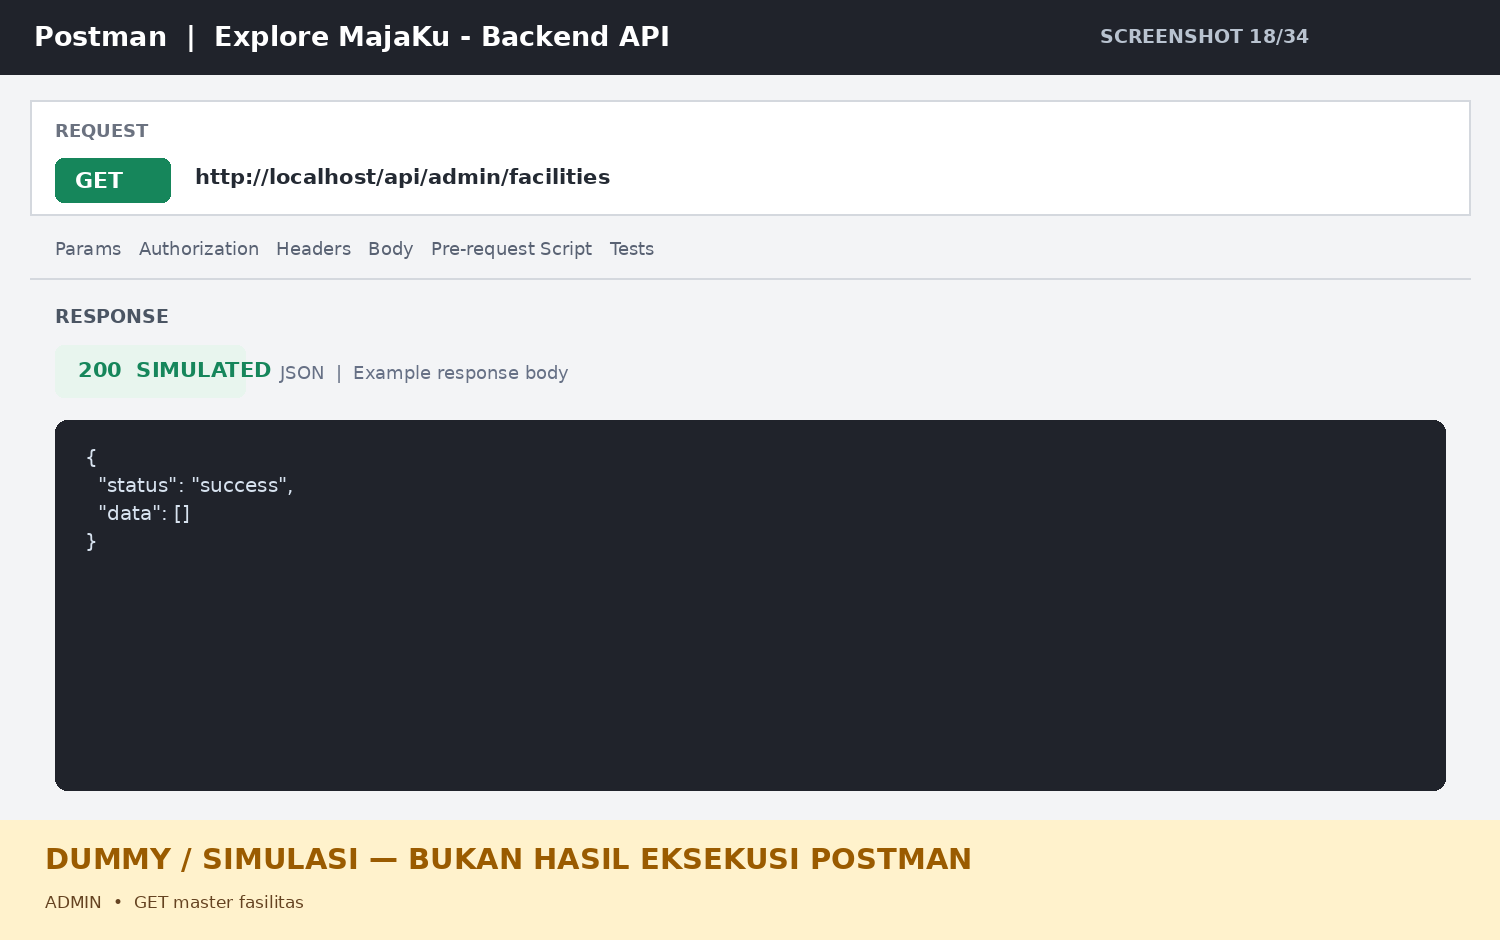 Postman | Explore MajaKu - Backend API
SCREENSHOT 18/34
REQUEST
GET http://localhost/api/admin/facilities
Params Authorization Headers Body Pre-request Script Tests
RESPONSE
200 SIMULATED JSON | Example response body
{
  "status": "success",
  "data": []
}
DUMMY / SIMULASI — BUKAN HASIL EKSEKUSI POSTMAN
ADMIN • GET master fasilitas